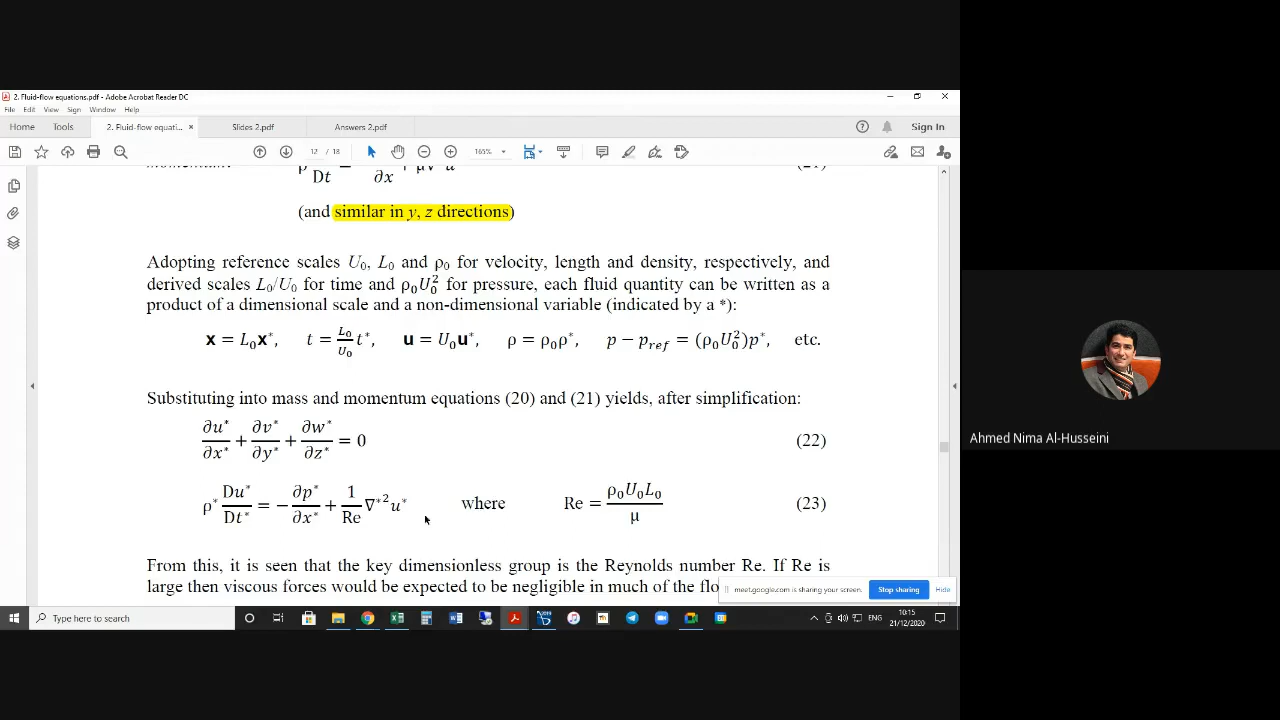 2. Fluid-flow equations.pdf - Adobe Acrobat Reader DC
File Edit View Sign Window Help
Home Tools 2. Fluid-flow equati... × Slides 2.pdf Answers 2.pdf Sign In
12 / 18 165%
Dt = ∂x
(and similar in y, z directions)
Adopting reference scales U₀, L₀ and ρ₀ for velocity, length and density, respectively, and
derived scales L₀/U₀ for time and ρ₀U₀² for pressure, each fluid quantity can be written as a
product of a dimensional scale and a non-dimensional variable (indicated by a *):
x = L₀x*, t = L₀/U₀ t*, u = U₀u*, ρ = ρ₀ρ*, p − p_ref = (ρ₀U₀²)p*, etc.
Substituting into mass and momentum equations (20) and (21) yields, after simplification:
∂u*/∂x* + ∂v*/∂y* + ∂w*/∂z* = 0 (22)
ρ* Du*/Dt* = − ∂p*/∂x* + 1/Re ∇*²u* where Re = ρ₀U₀L₀/μ (23)
From this, it is seen that the key dimensionless group is the Reynolds number Re. If Re is
large then viscous forces would be expected to be negligible in much of the flo
meet.google.com is sharing your screen. Stop sharing Hide
Type here to search ENG 10:15
21/12/2020
Ahmed Nima Al-Husseini